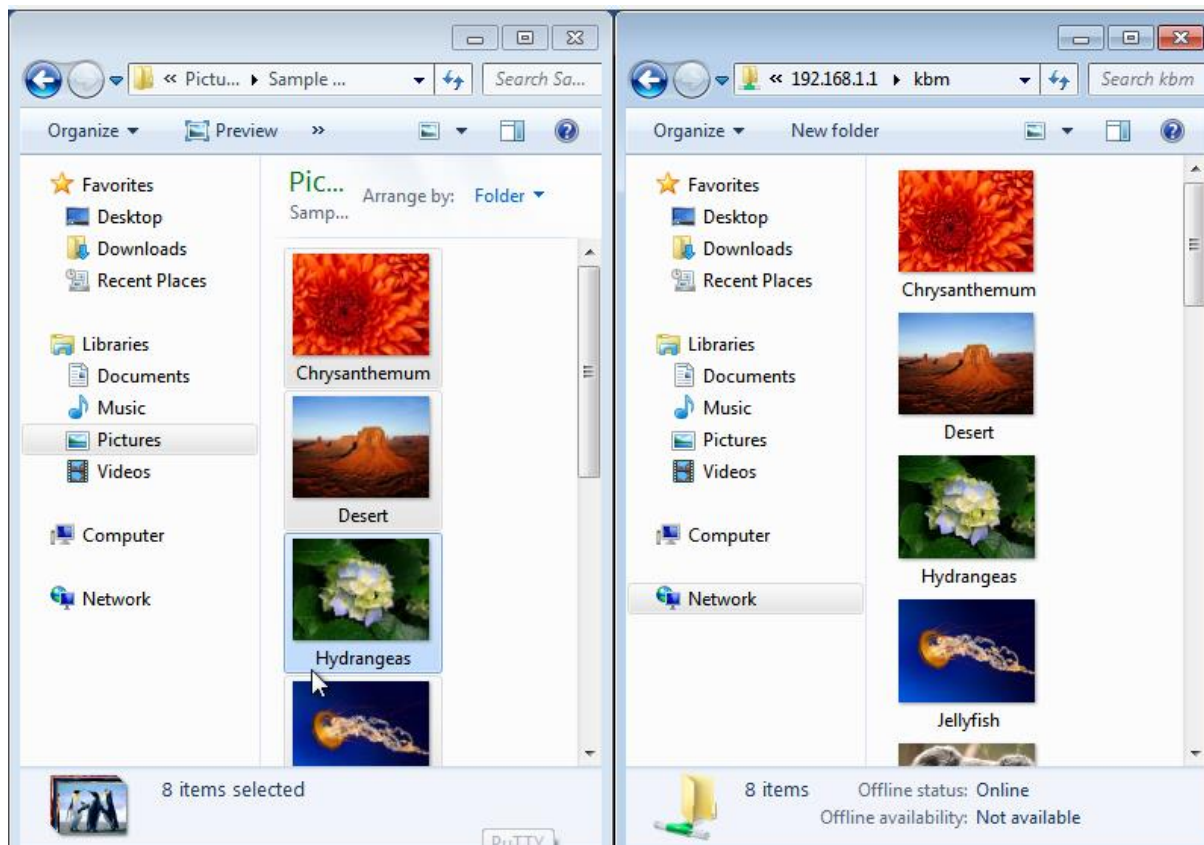 « Pictu... ▸ Sample ...
Search Sa...
Organize ▾
Preview
»
Favorites
Desktop
Downloads
Recent Places
Libraries
Documents
Music
Pictures
Videos
Computer
Network
Pic...
Samp...
Arrange by:
Folder ▾
Chrysanthemum
Desert
Hydrangeas
8 items selected
PuTTY
« 192.168.1.1 ▸ kbm
Search kbm
Organize ▾
New folder
Favorites
Desktop
Downloads
Recent Places
Libraries
Documents
Music
Pictures
Videos
Computer
Network
Chrysanthemum
Desert
Hydrangeas
Jellyfish
8 items
Offline status: Online
Offline availability: Not available